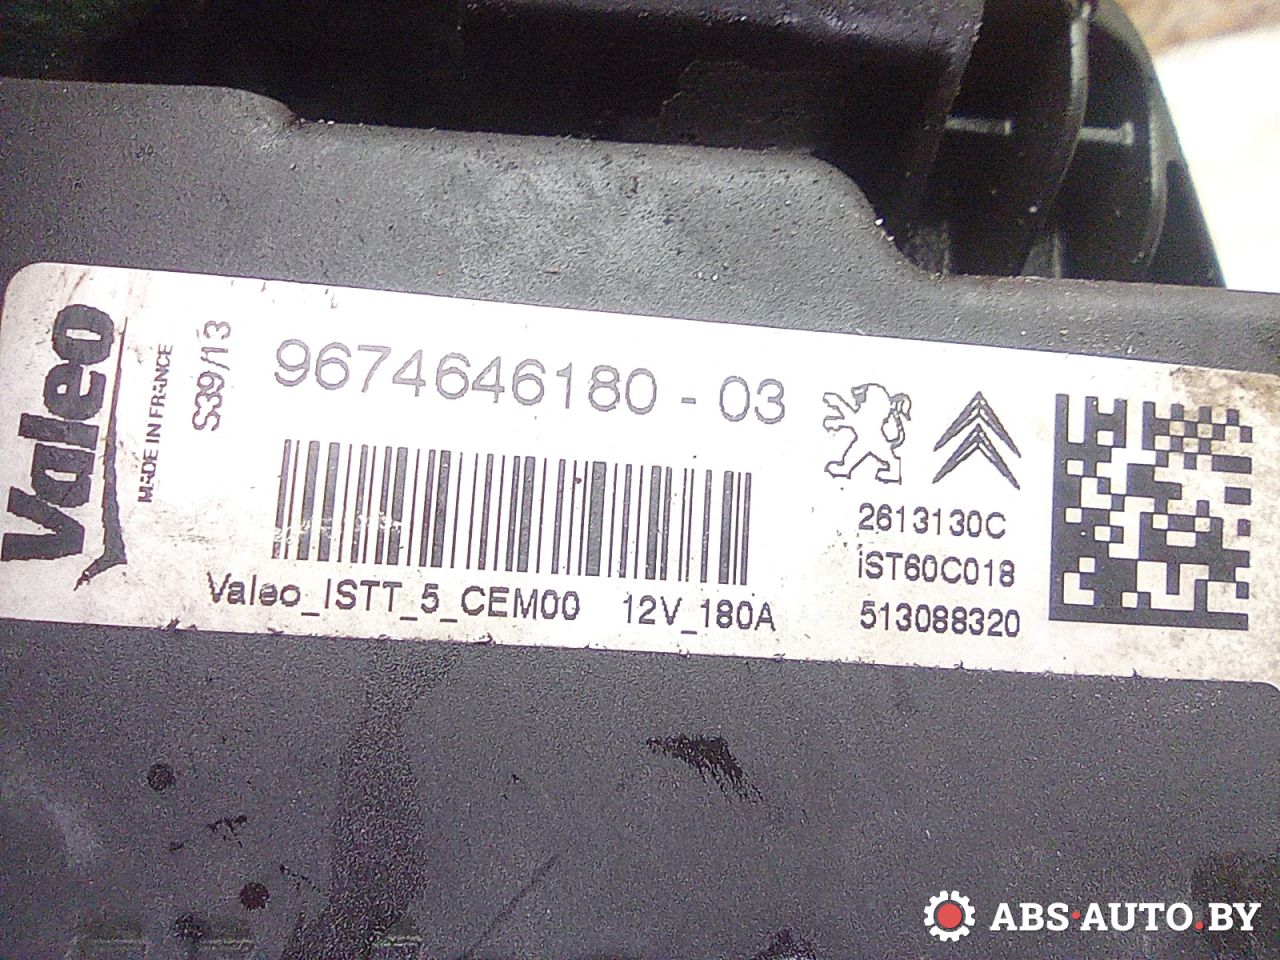 Valeo
MADE IN FRANCE
S39/13
9674646180 - 03
2613130C
iST60C018
513088320
Valeo_ISTT_5_CEM00 12V_180A
ABS·AUTO.BY